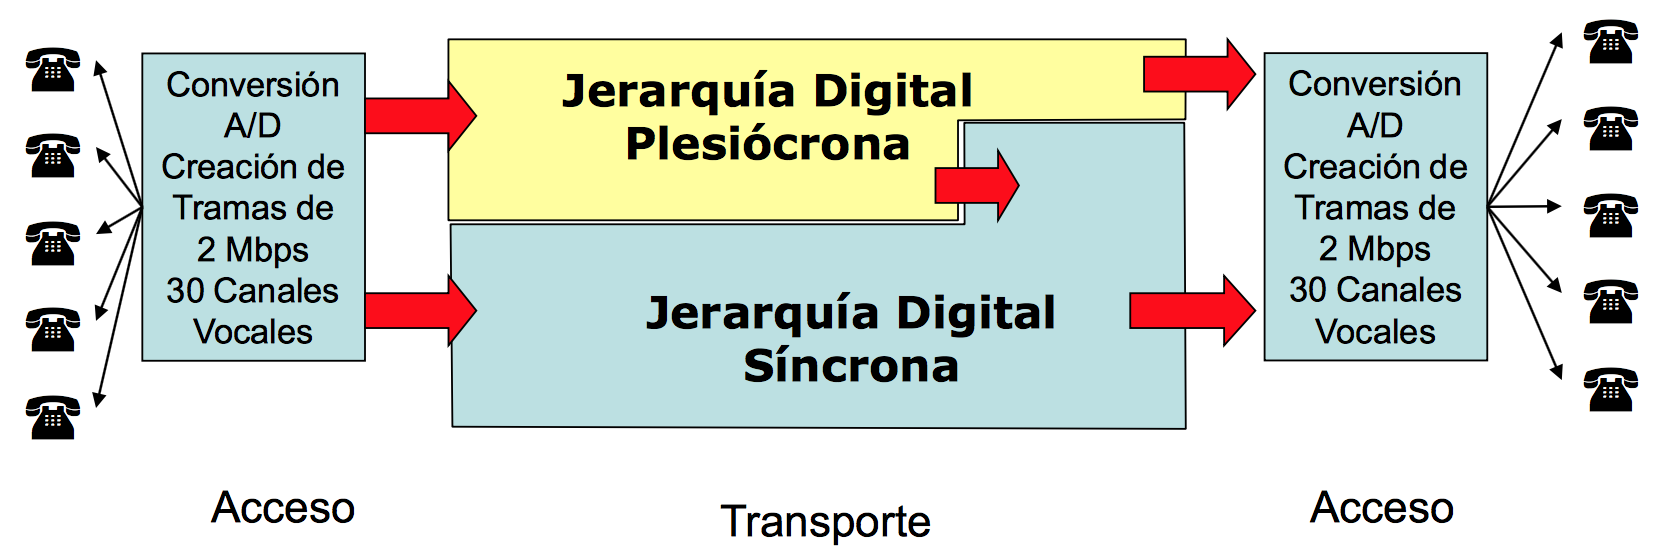 Conversión
A/D
Creación de
Tramas de
2 Mbps
30 Canales
Vocales
Jerarquía Digital
Plesiócrona
Jerarquía Digital
Síncrona
Conversión
A/D
Creación de
Tramas de
2 Mbps
30 Canales
Vocales
Acceso
Transporte
Acceso